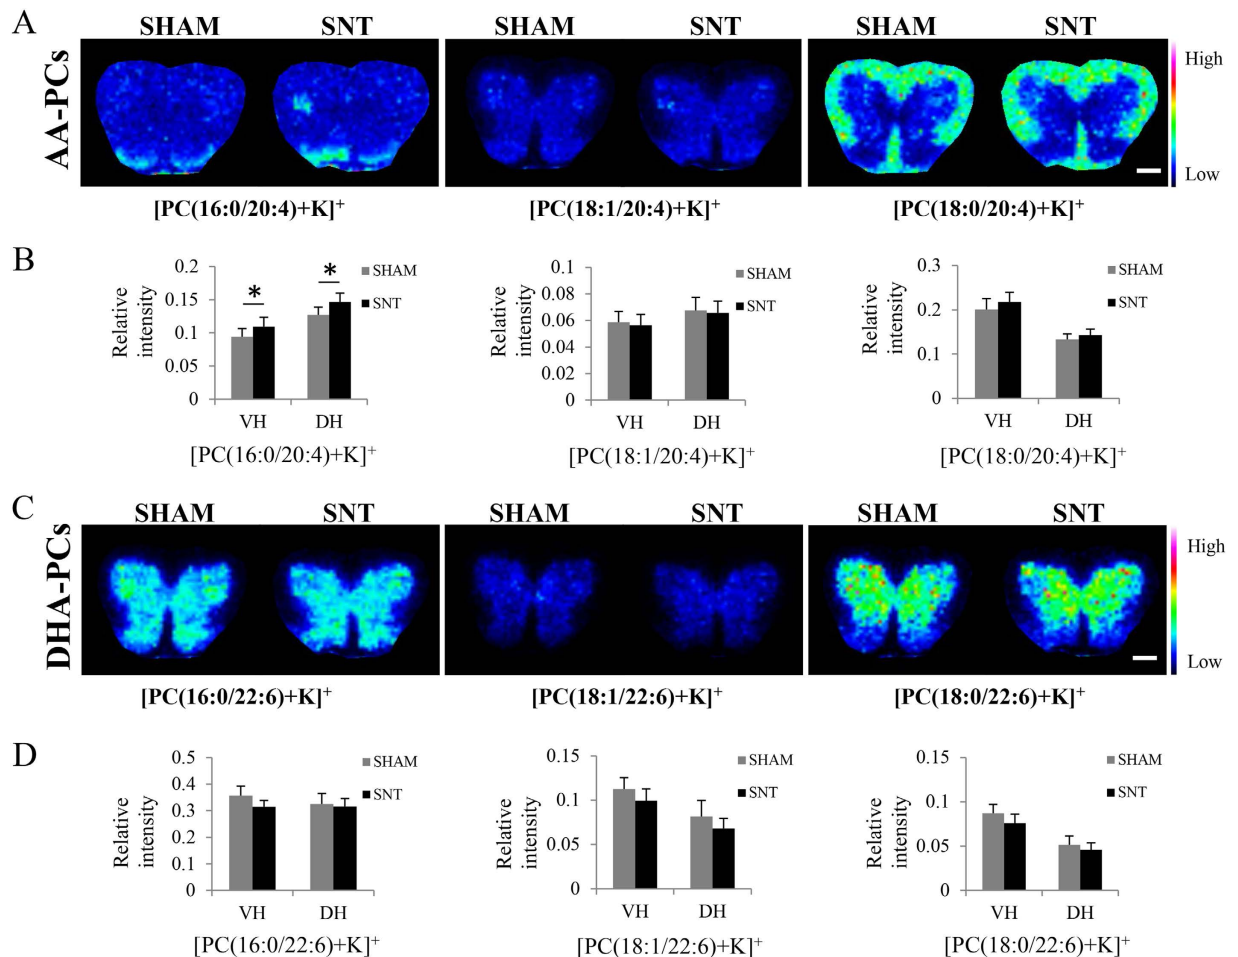 A
SHAM SNT SHAM SNT SHAM SNT
AA-PCs
High
Low
[PC(16:0/20:4)+K]⁺ [PC(18:1/20:4)+K]⁺ [PC(18:0/20:4)+K]⁺
B
Relative intensity
0.2
0.15
0.1
0.05
0
*
*
SHAM
SNT
VH DH
[PC(16:0/20:4)+K]⁺
Relative intensity
0.1
0.08
0.06
0.04
0.02
0
SHAM
SNT
VH DH
[PC(18:1/20:4)+K]⁺
Relative intensity
0.3
0.2
0.1
0
SHAM
SNT
VH DH
[PC(18:0/20:4)+K]⁺
C
SHAM SNT SHAM SNT SHAM SNT
DHA-PCs
High
Low
[PC(16:0/22:6)+K]⁺ [PC(18:1/22:6)+K]⁺ [PC(18:0/22:6)+K]⁺
D
Relative intensity
0.5
0.4
0.3
0.2
0.1
0
SHAM
SNT
VH DH
[PC(16:0/22:6)+K]⁺
Relative intensity
0.15
0.1
0.05
0
SHAM
SNT
VH DH
[PC(18:1/22:6)+K]⁺
Relative intensity
0.15
0.1
0.05
0
SHAM
SNT
VH DH
[PC(18:0/22:6)+K]⁺